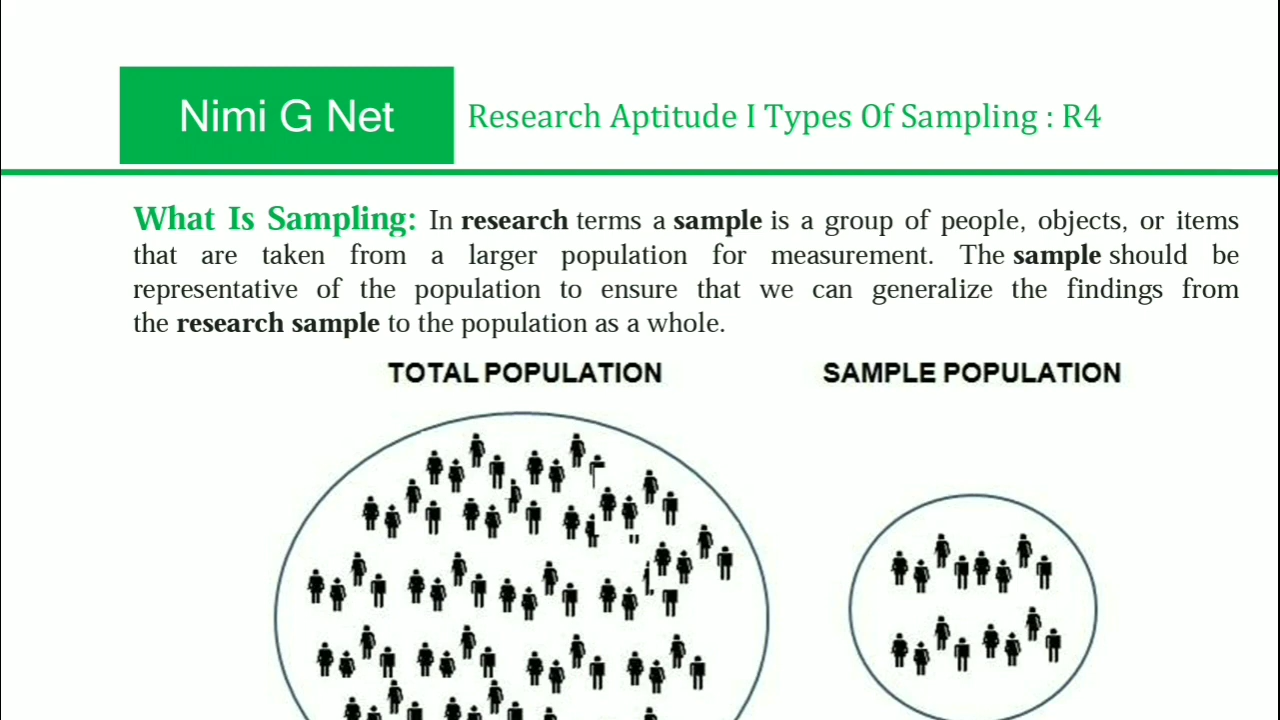 Nimi G Net
Research Aptitude I Types Of Sampling : R4
What Is Sampling: In research terms a sample is a group of people, objects, or items
that are taken from a larger population for measurement. The sample should be
representative of the population to ensure that we can generalize the findings from
the research sample to the population as a whole.
TOTAL POPULATION
SAMPLE POPULATION